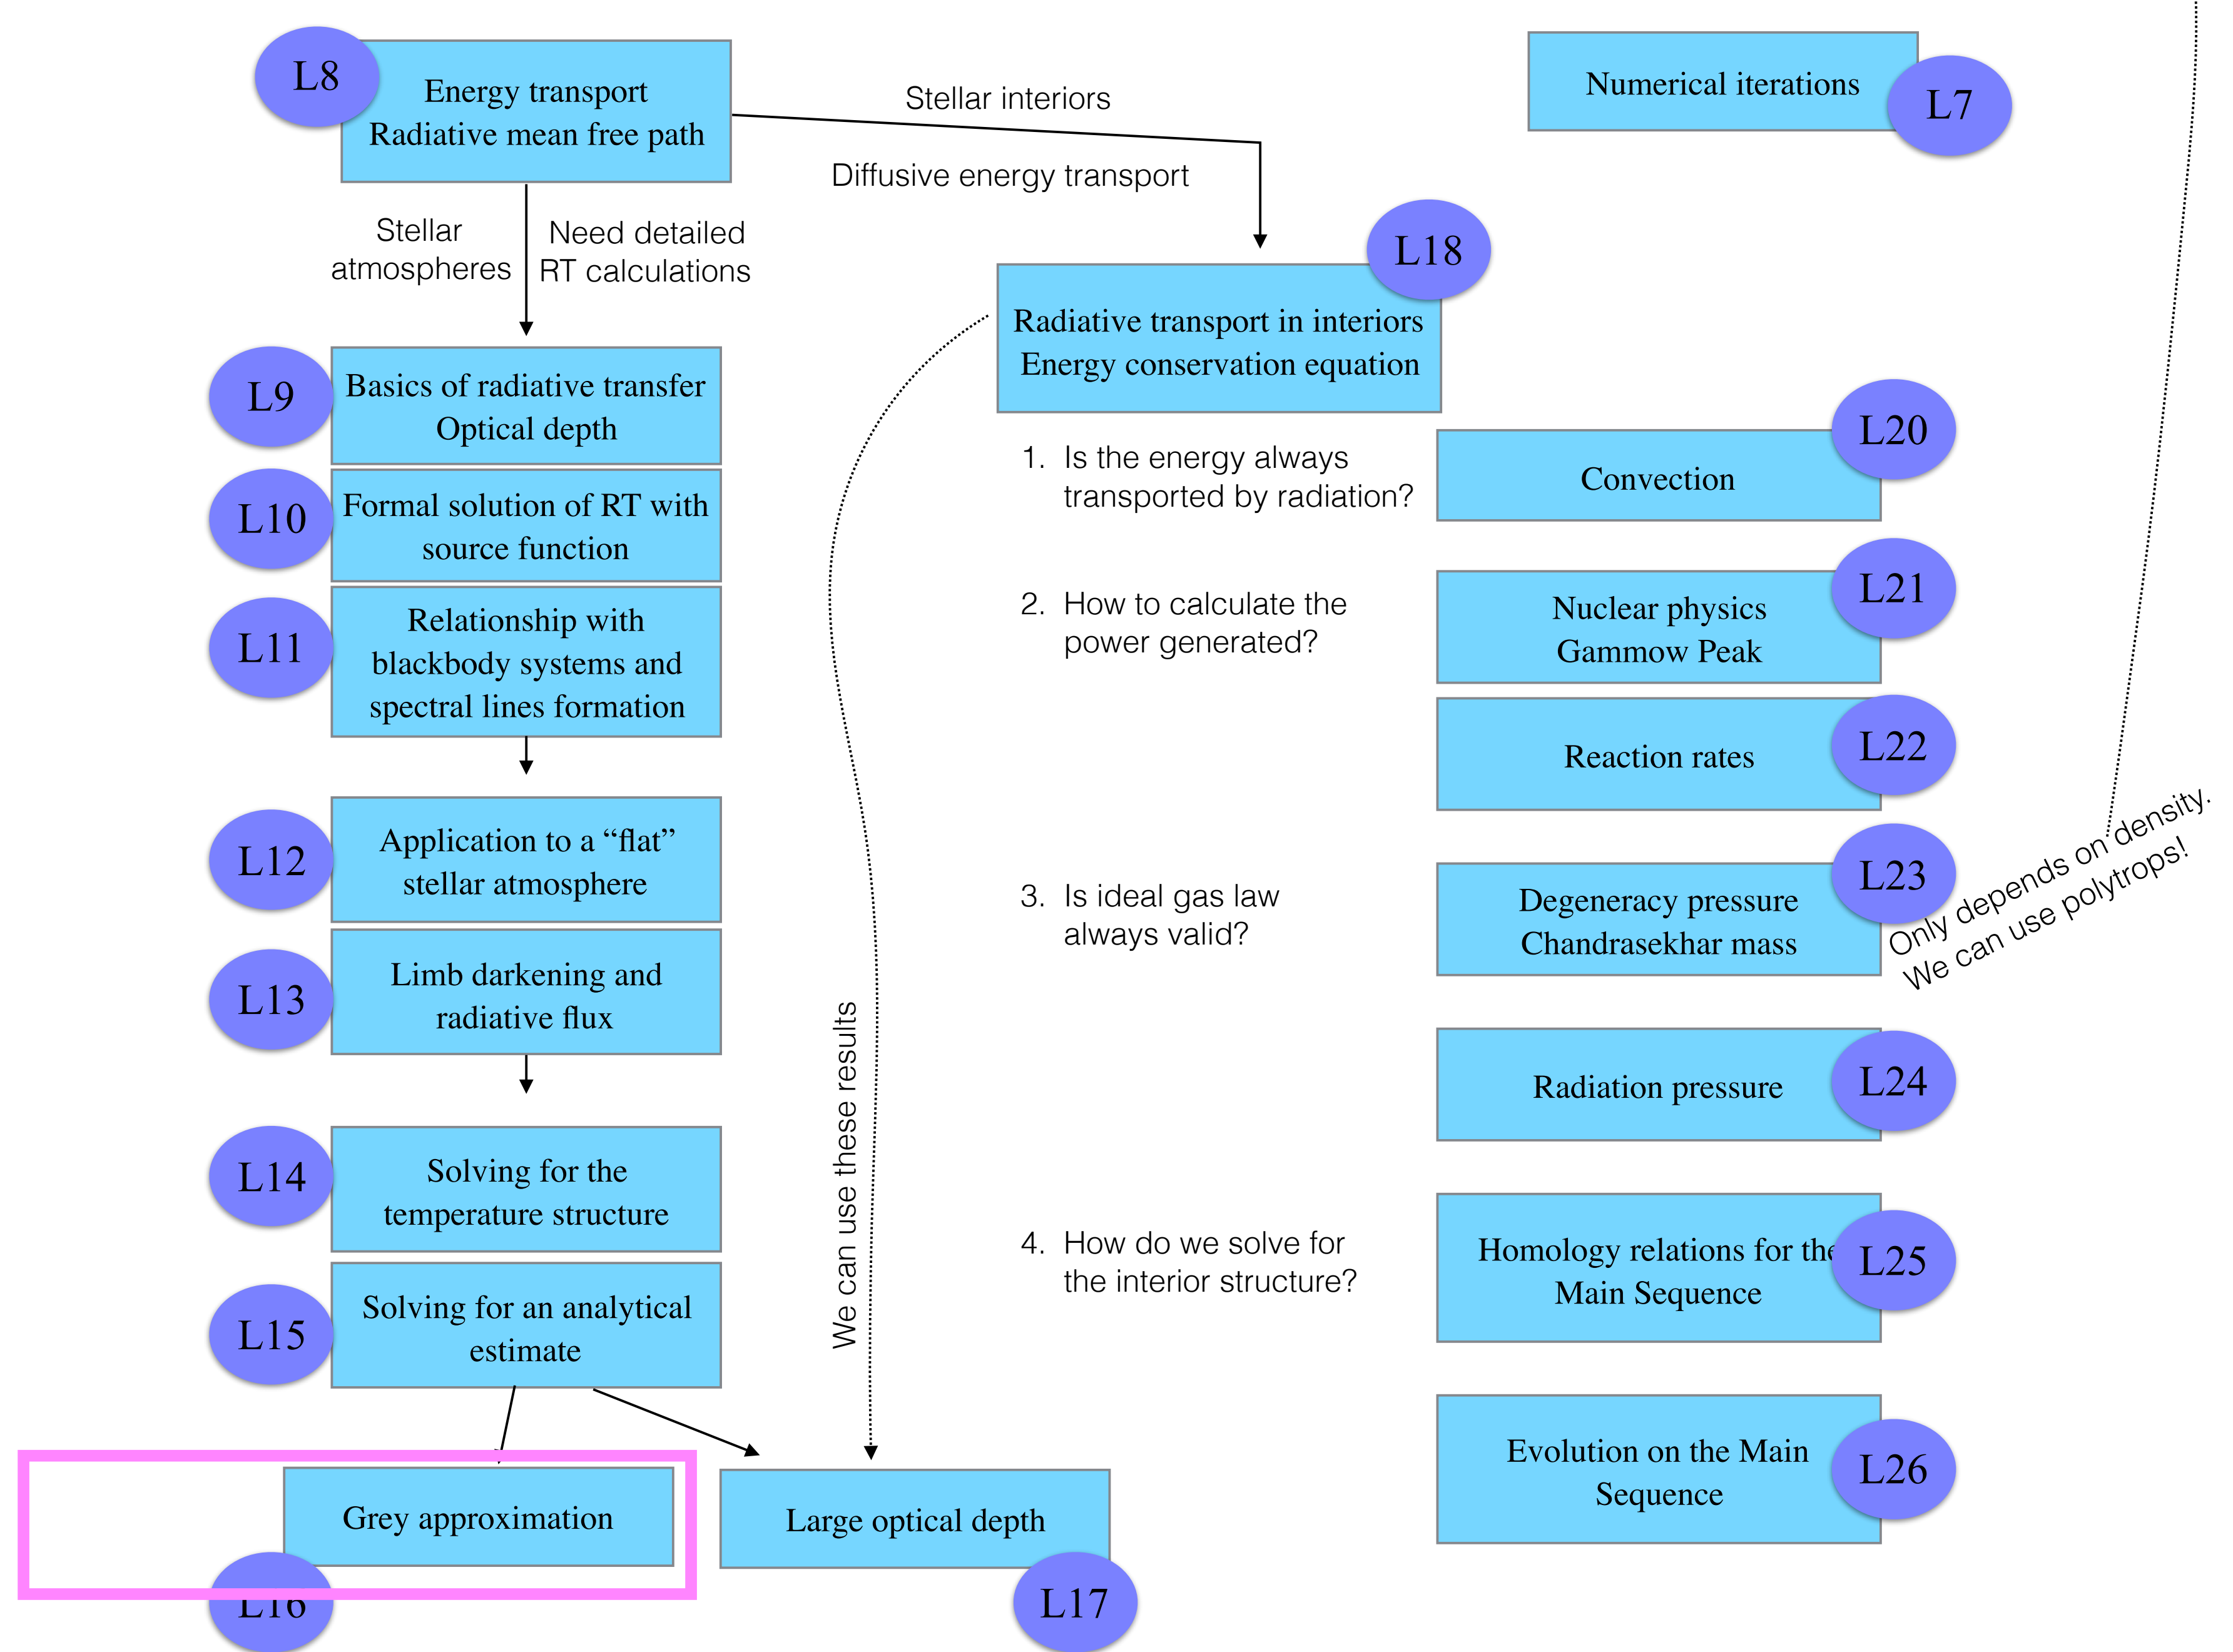 L8
Energy transport
Radiative mean free path
Stellar interiors
Diffusive energy transport
Numerical iterations
L7
Stellar
atmospheres
Need detailed
RT calculations
L18
Radiative transport in interiors
Energy conservation equation
L9
Basics of radiative transfer
Optical depth
L10
Formal solution of RT with
source function
L11
Relationship with
blackbody systems and
spectral lines formation
L12
Application to a “flat”
stellar atmosphere
L13
Limb darkening and
radiative flux
L14
Solving for the
temperature structure
L15
Solving for an analytical
estimate
Grey approximation
L16
Large optical depth
L17
We can use these results
1. Is the energy always
transported by radiation?
L20
Convection
2. How to calculate the
power generated?
L21
Nuclear physics
Gammow Peak
L22
Reaction rates
3. Is ideal gas law
always valid?
L23
Degeneracy pressure
Chandrasekhar mass
Only depends on density.
We can use polytrops!
L24
Radiation pressure
4. How do we solve for
the interior structure?
L25
Homology relations for the
Main Sequence
L26
Evolution on the Main
Sequence